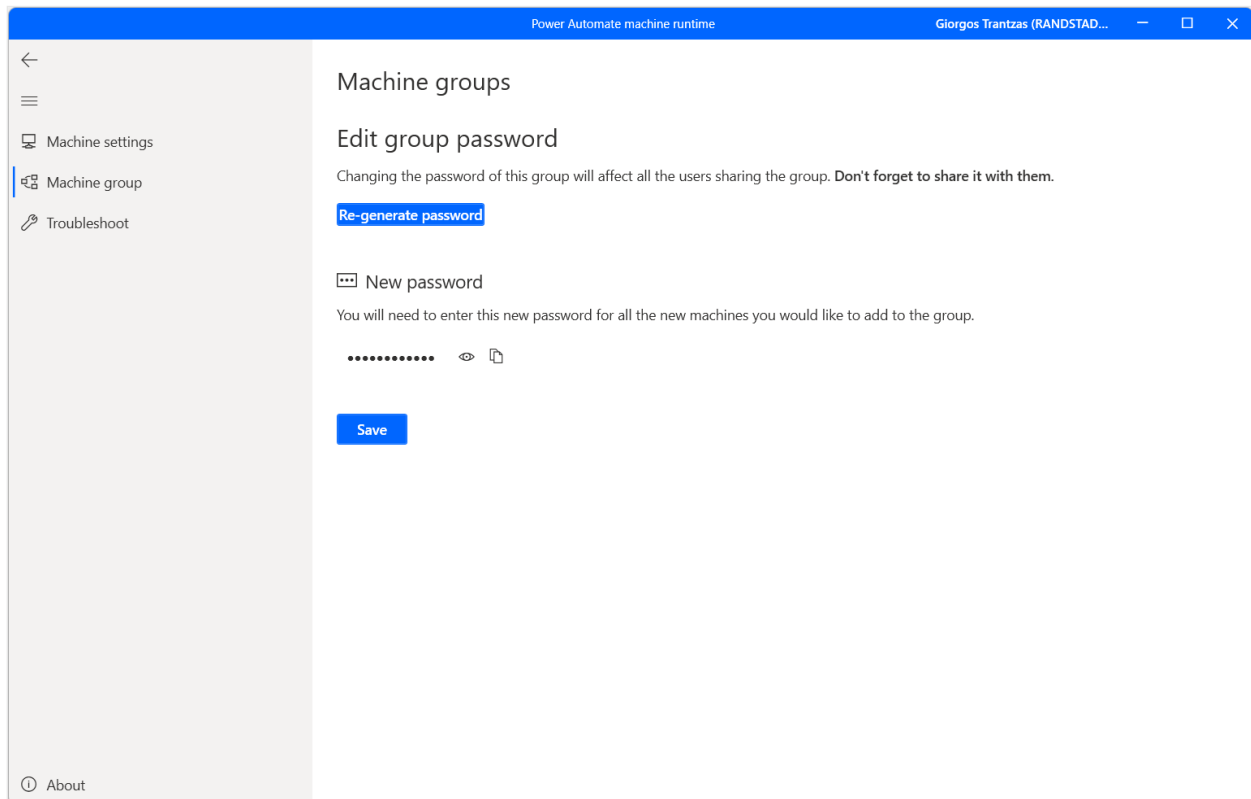 Power Automate machine runtime
Giorgos Trantzas (RANDSTAD...
Machine settings
Machine group
Troubleshoot
About
Machine groups
Edit group password
Changing the password of this group will affect all the users sharing the group. Don't forget to share it with them.
Re-generate password
New password
You will need to enter this new password for all the new machines you would like to add to the group.
••••••••••••
Save